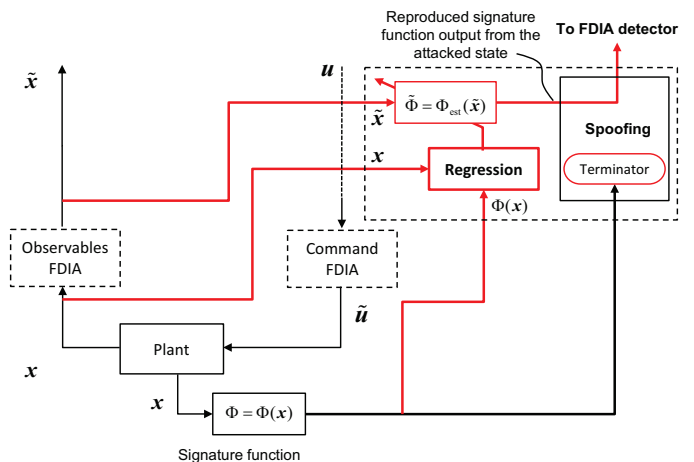 Reproduced signature
function output from the
attacked state
To FDIA detector
x̃
u
Φ̃ = Φest(x̃)
x̃
Spoofing
x
Regression
Terminator
Φ(x)
Observables
FDIA
Command
FDIA
ũ
Plant
x
x
Φ = Φ(x)
Signature function